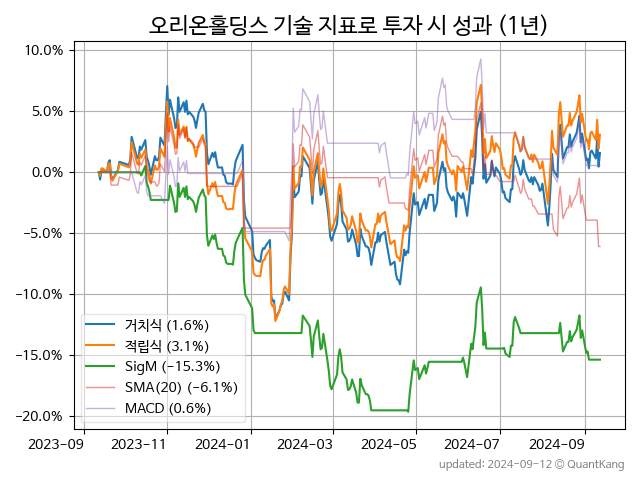 오리온홀딩스 기술 지표로 투자 시 성과 (1년)
10.0%
5.0%
0.0%
−5.0%
−10.0%
−15.0%
−20.0%
거치식 (1.6%)
적립식 (3.1%)
SigM (−15.3%)
SMA(20) (−6.1%)
MACD (0.6%)
2023-09 2023-11 2024-01 2024-03 2024-05 2024-07 2024-09
updated: 2024-09-12 © QuantKang